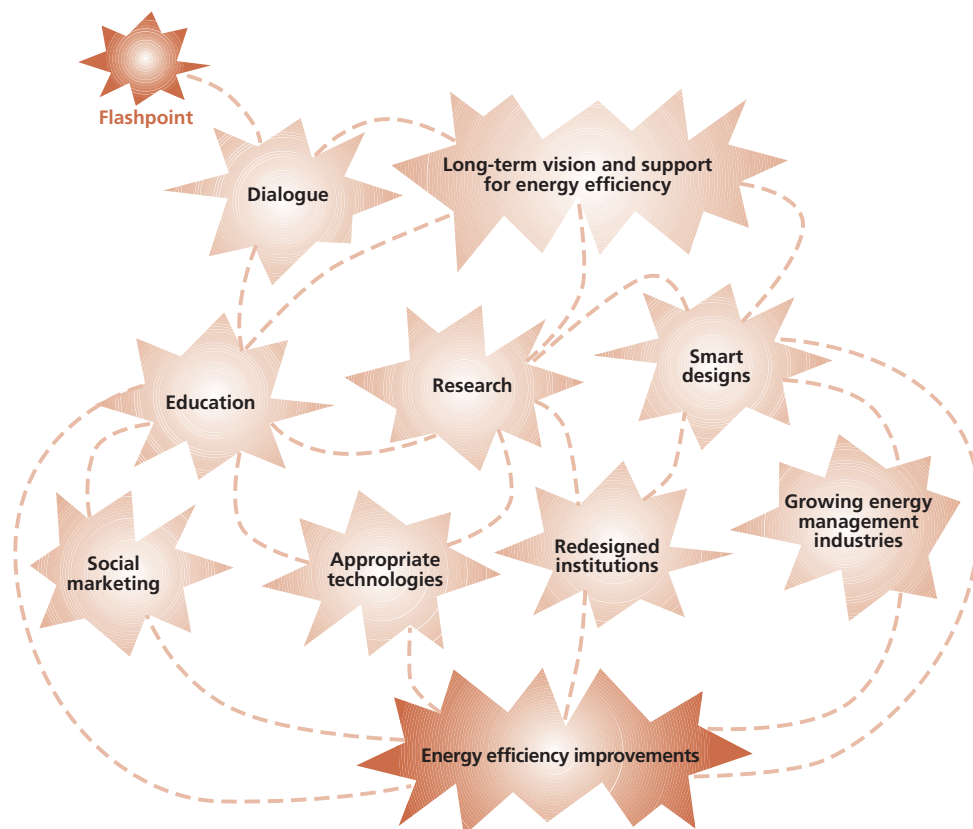 Flashpoint
Dialogue
Long-term vision and support
for energy efficiency
Education
Research
Smart
designs
Social
marketing
Appropriate
technologies
Redesigned
institutions
Growing energy
management
industries
Energy efficiency improvements